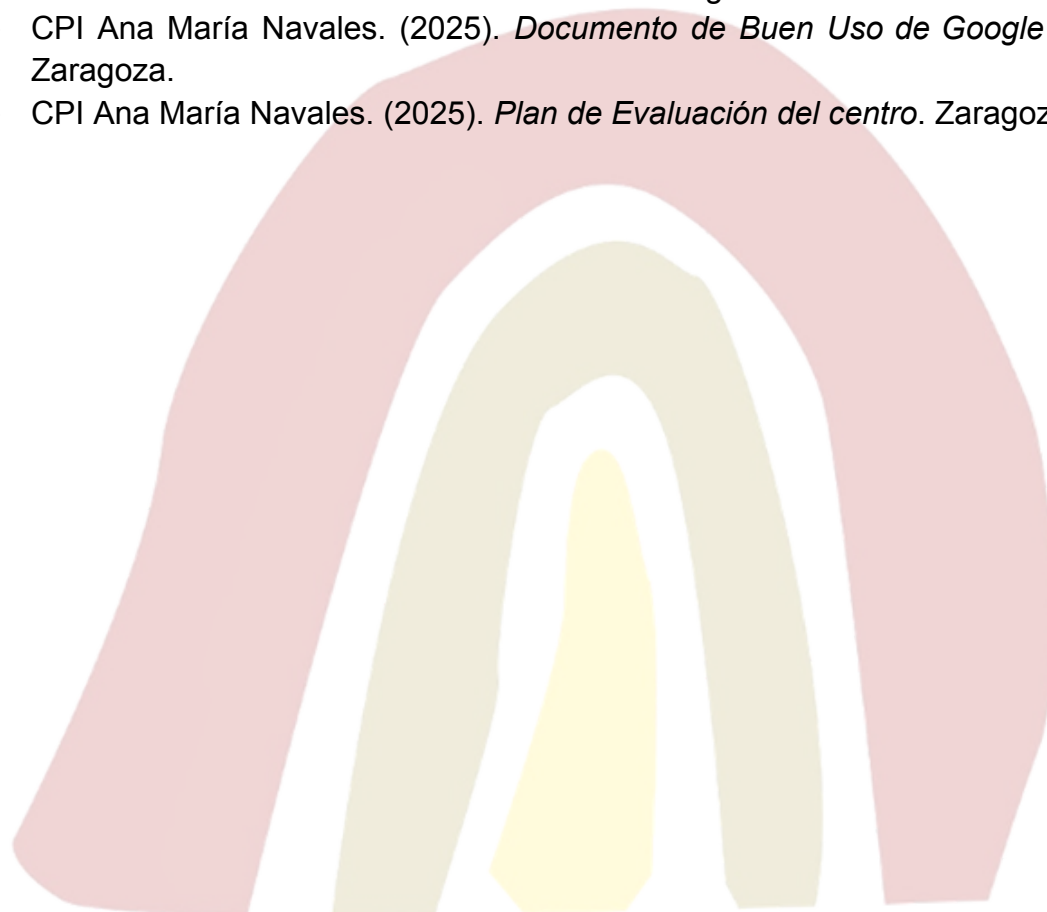 CPI Ana María Navales. (2025). Documento de Buen Uso de Google
Zaragoza.
CPI Ana María Navales. (2025). Plan de Evaluación del centro. Zaragoz